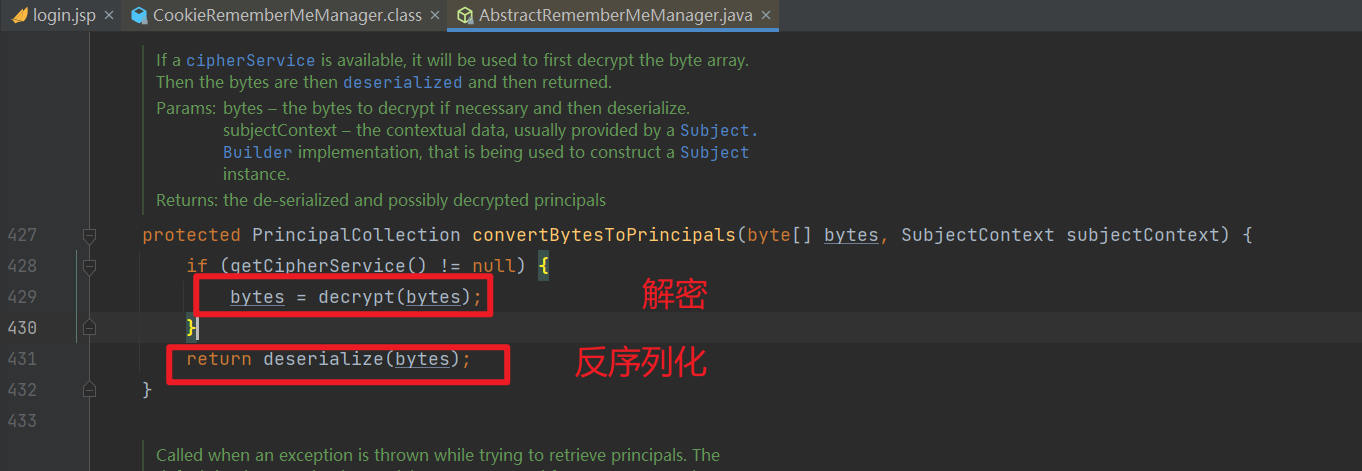 login.jsp CookieRememberMeManager.class AbstractRememberMeManager.java
If a cipherService is available, it will be used to first decrypt the byte array.
Then the bytes are then deserialized and then returned.
Params: bytes – the bytes to decrypt if necessary and then deserialize.
subjectContext – the contextual data, usually provided by a Subject.
Builder implementation, that is being used to construct a Subject
instance.
Returns: the de-serialized and possibly decrypted principals
427 protected PrincipalCollection convertBytesToPrincipals(byte[] bytes, SubjectContext subjectContext) {
428 if (getCipherService() != null) {
429 bytes = decrypt(bytes); 解密
430 }
431 return deserialize(bytes); 反序列化
432 }
433
Called when an exception is thrown while trying to retrieve principals. The